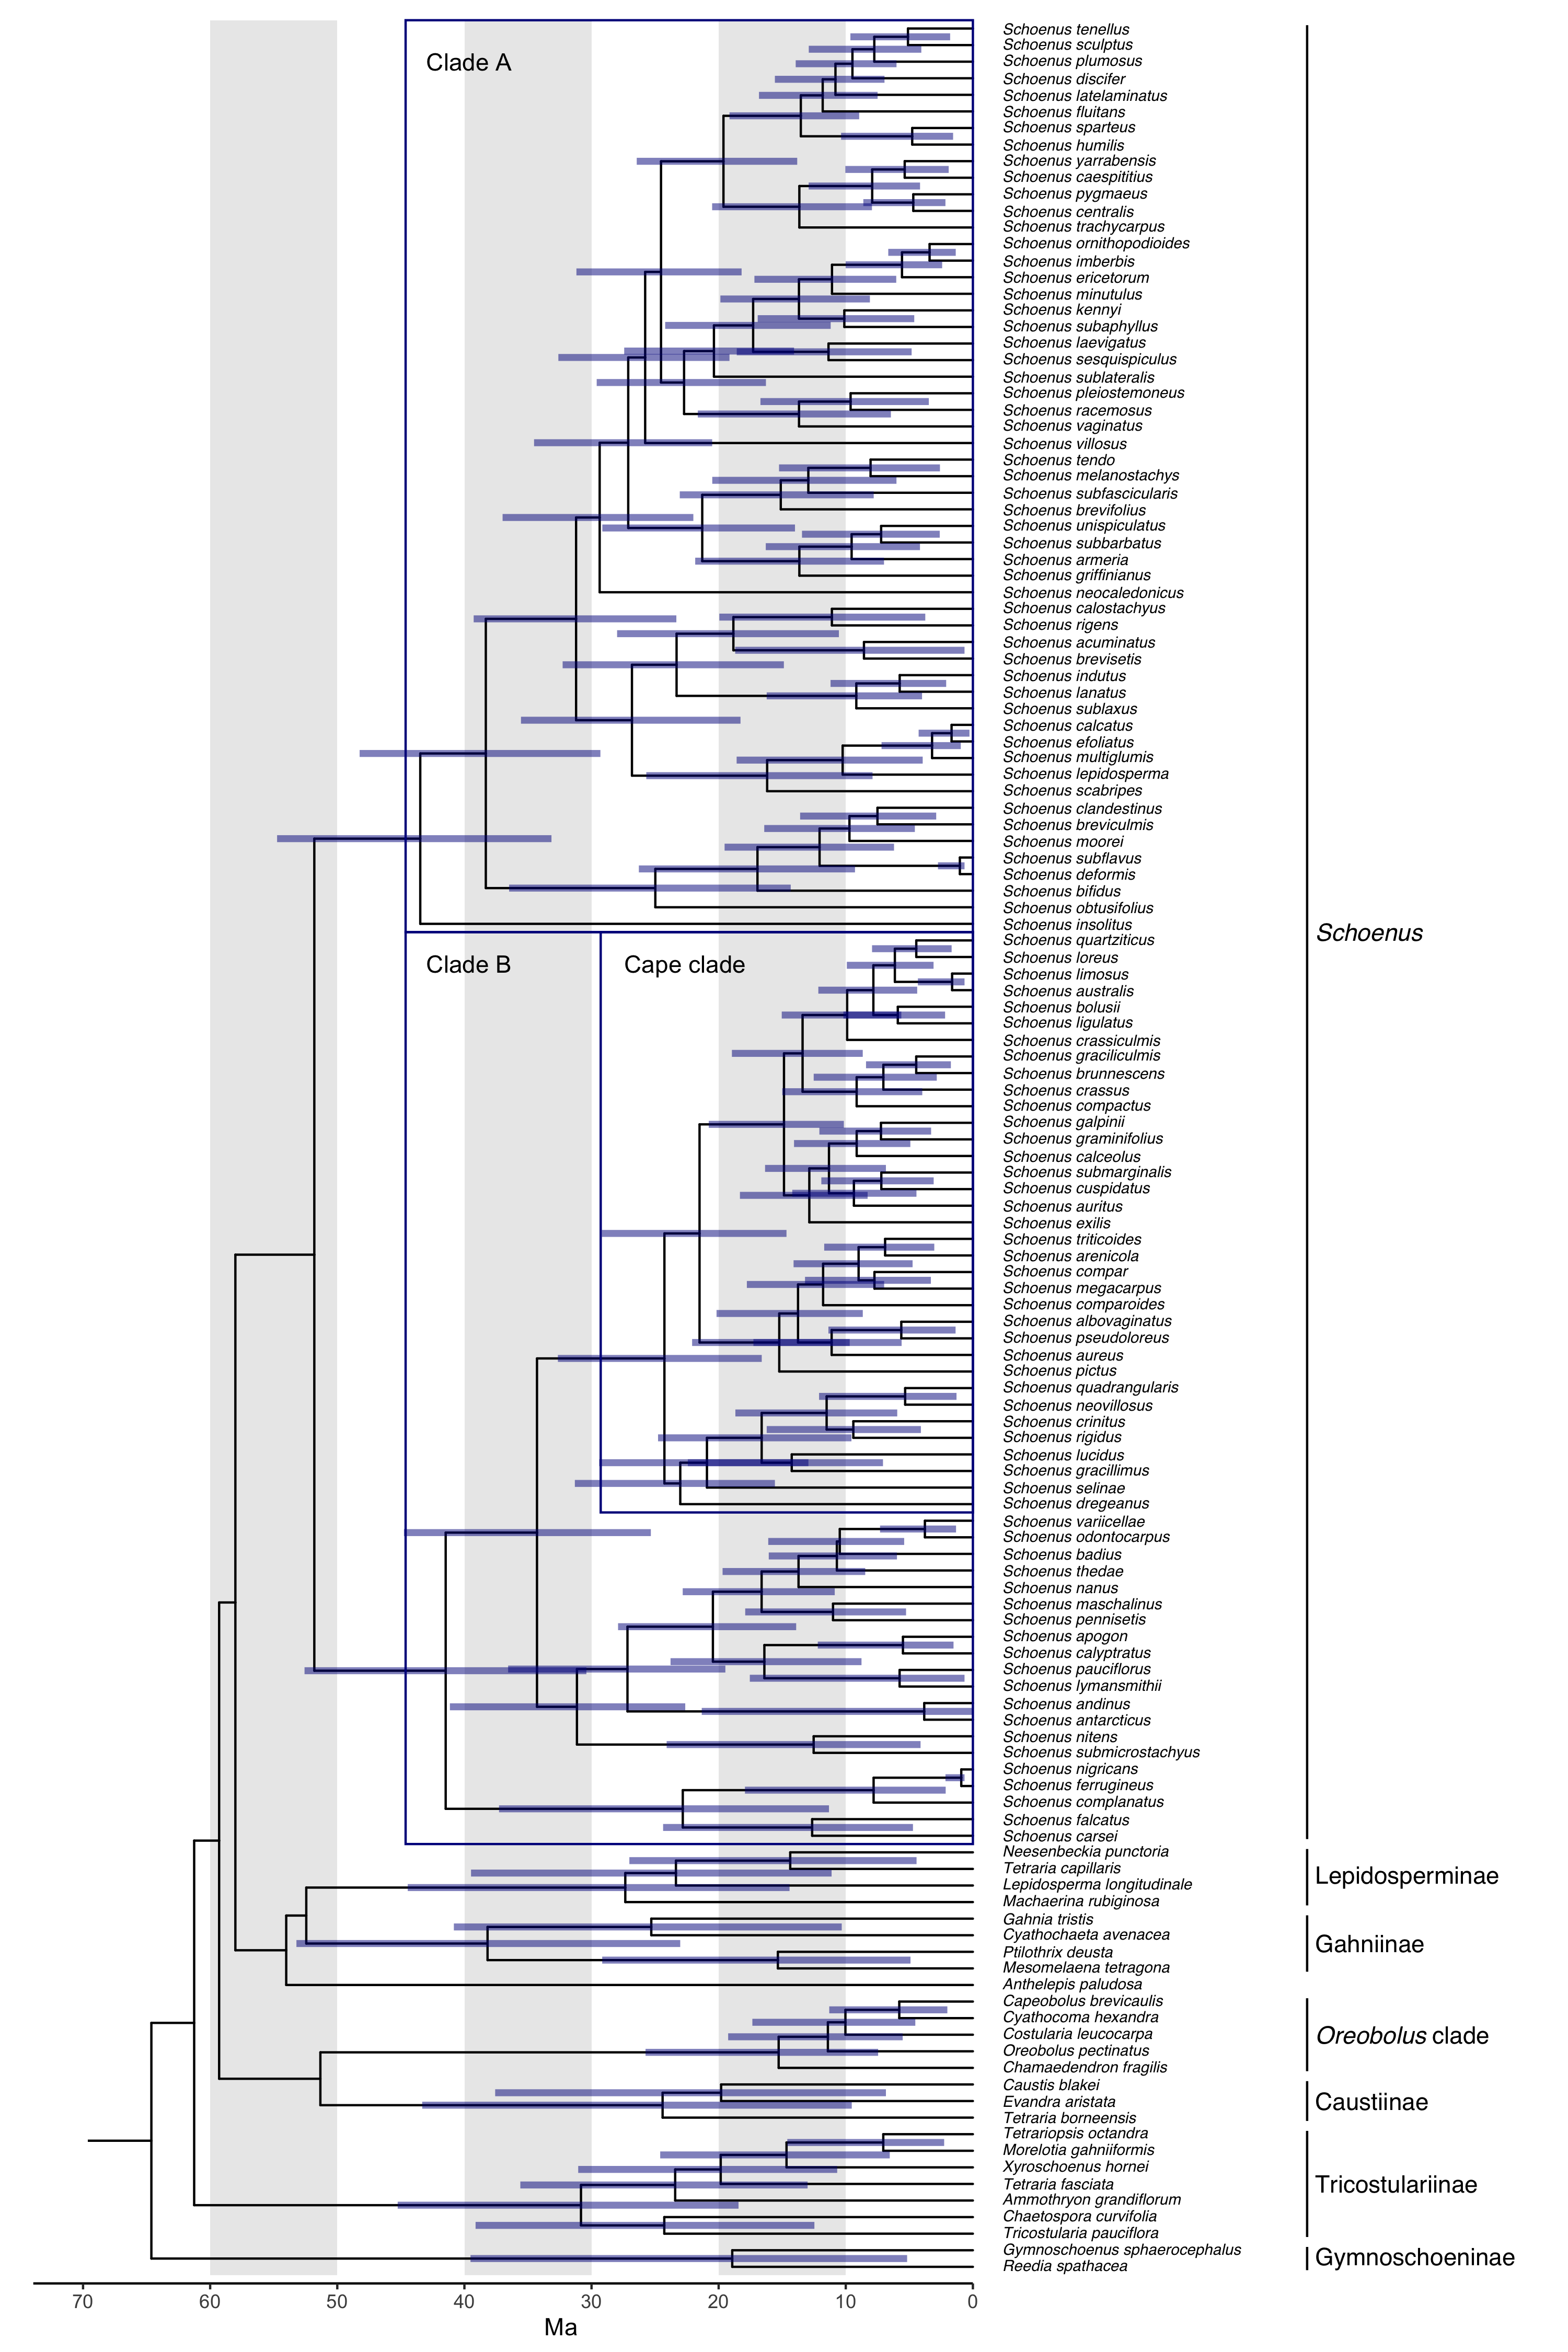 Clade A
Schoenus tenellus
Schoenus sculptus
Schoenus plumosus
Schoenus discifer
Schoenus latelaminatus
Schoenus fluitans
Schoenus sparteus
Schoenus humilis
Schoenus yarrabensis
Schoenus caespititius
Schoenus pygmaeus
Schoenus centralis
Schoenus trachycarpus
Schoenus ornithopodioides
Schoenus imberbis
Schoenus ericetorum
Schoenus minutulus
Schoenus kennyi
Schoenus subaphyllus
Schoenus laevigatus
Schoenus sesquispiculus
Schoenus sublateralis
Schoenus pleiostemoneus
Schoenus racemosus
Schoenus vaginatus
Schoenus villosus
Schoenus tendo
Schoenus melanostachys
Schoenus subfascicularis
Schoenus brevifolius
Schoenus unispiculatus
Schoenus subbarbatus
Schoenus armeria
Schoenus griffinianus
Schoenus neocaledonicus
Schoenus calostachyus
Schoenus rigens
Schoenus acuminatus
Schoenus brevisetis
Schoenus indutus
Schoenus lanatus
Schoenus sublaxus
Schoenus calcatus
Schoenus efoliatus
Schoenus multiglumis
Schoenus lepidosperma
Schoenus scabripes
Schoenus clandestinus
Schoenus breviculmis
Schoenus moorei
Schoenus subflavus
Schoenus deformis
Schoenus bifidus
Schoenus obtusifolius
Schoenus insolitus
Schoenus
Clade B
Cape clade
Schoenus quartziticus
Schoenus loreus
Schoenus limosus
Schoenus australis
Schoenus bolusii
Schoenus ligulatus
Schoenus crassiculmis
Schoenus graciliculmis
Schoenus brunnescens
Schoenus crassus
Schoenus compactus
Schoenus galpinii
Schoenus graminifolius
Schoenus calceolus
Schoenus submarginalis
Schoenus cuspidatus
Schoenus auritus
Schoenus exilis
Schoenus triticoides
Schoenus arenicola
Schoenus compar
Schoenus megacarpus
Schoenus comparoides
Schoenus albovaginatus
Schoenus pseudoloreus
Schoenus aureus
Schoenus pictus
Schoenus quadrangularis
Schoenus neovillosus
Schoenus crinitus
Schoenus rigidus
Schoenus lucidus
Schoenus gracillimus
Schoenus selinae
Schoenus dregeanus
Schoenus variicellae
Schoenus odontocarpus
Schoenus badius
Schoenus thedae
Schoenus nanus
Schoenus maschalinus
Schoenus pennisetis
Schoenus apogon
Schoenus calyptratus
Schoenus pauciflorus
Schoenus lymansmithii
Schoenus andinus
Schoenus antarcticus
Schoenus nitens
Schoenus submicrostachyus
Schoenus nigricans
Schoenus ferrugineus
Schoenus complanatus
Schoenus falcatus
Schoenus carsei
Neesenbeckia punctoria
Tetraria capillaris
Lepidosperma longitudinale
Machaerina rubiginosa
Lepidosperminae
Gahnia tristis
Cyathochaeta avenacea
Ptilothrix deusta
Mesomelaena tetragona
Gahniinae
Anthelepis paludosa
Capeobolus brevicaulis
Cyathocoma hexandra
Costularia leucocarpa
Oreobolus pectinatus
Chamaedendron fragilis
Oreobolus clade
Caustis blakei
Evandra aristata
Tetraria borneensis
Caustiinae
Tetrariopsis octandra
Morelotia gahniiformis
Xyroschoenus hornei
Tetraria fasciata
Ammothryon grandiflorum
Chaetospora curvifolia
Tricostularia pauciflora
Tricostulariinae
Gymnoschoenus sphaerocephalus
Reedia spathacea
Gymnoschoeninae
70 60 50 40 30 20 10 0
Ma